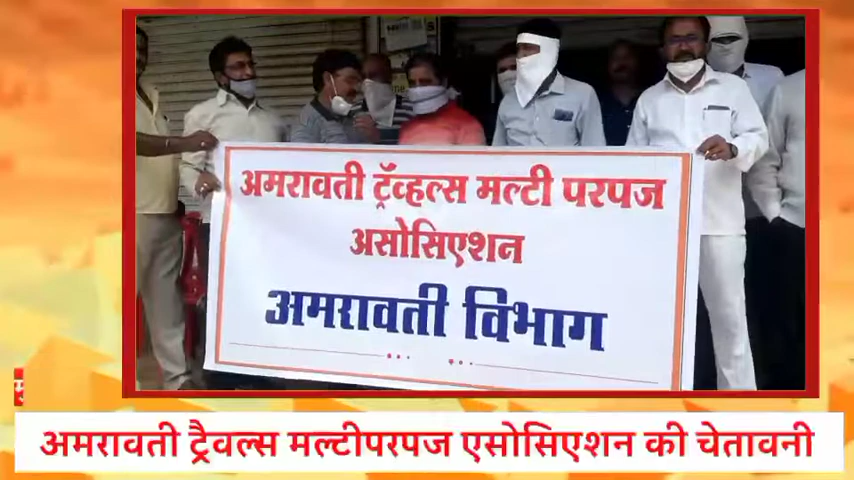 अमरावती ट्रॅव्हल्स मल्टी परपज
असोसिएशन
अमरावती विभाग
अमरावती ट्रैवल्स मल्टीपरपज एसोसिएशन की चेतावनी